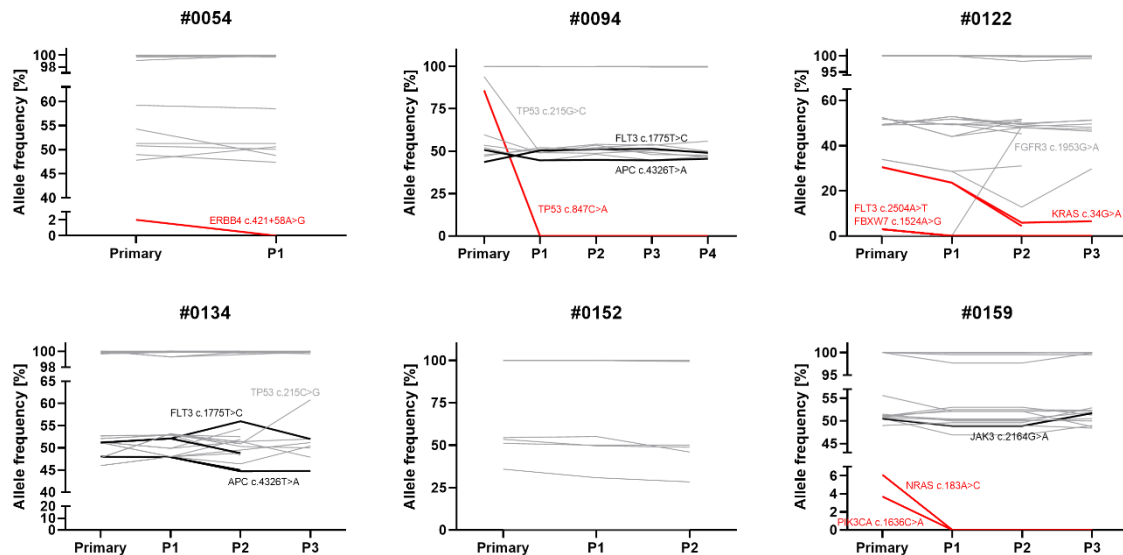 #0054
Allele frequency [%]
100
98
60
55
50
45
40
2
0
ERBB4 c.421+58A>G
Primary
P1
#0094
Allele frequency [%]
100
75
50
25
0
TP53 c.215G>C
FLT3 c.1775T>C
APC c.4326T>A
TP53 c.847C>A
Primary
P1
P2
P3
P4
#0122
Allele frequency [%]
100
95
60
40
20
0
FGFR3 c.1953G>A
FLT3 c.2504A>T
FBXW7 c.1524A>G
KRAS c.34G>A
Primary
P1
P2
P3
#0134
Allele frequency [%]
100
98
65
60
55
50
45
40
20
0
TP53 c.215C>G
FLT3 c.1775T>C
APC c.4326T>A
Primary
P1
P2
P3
#0152
Allele frequency [%]
100
75
50
25
0
Primary
P1
P2
#0159
Allele frequency [%]
100
95
60
55
50
45
6
4
2
0
JAK3 c.2164G>A
NRAS c.183A>C
PIK3CA c.1636C>A
Primary
P1
P2
P3